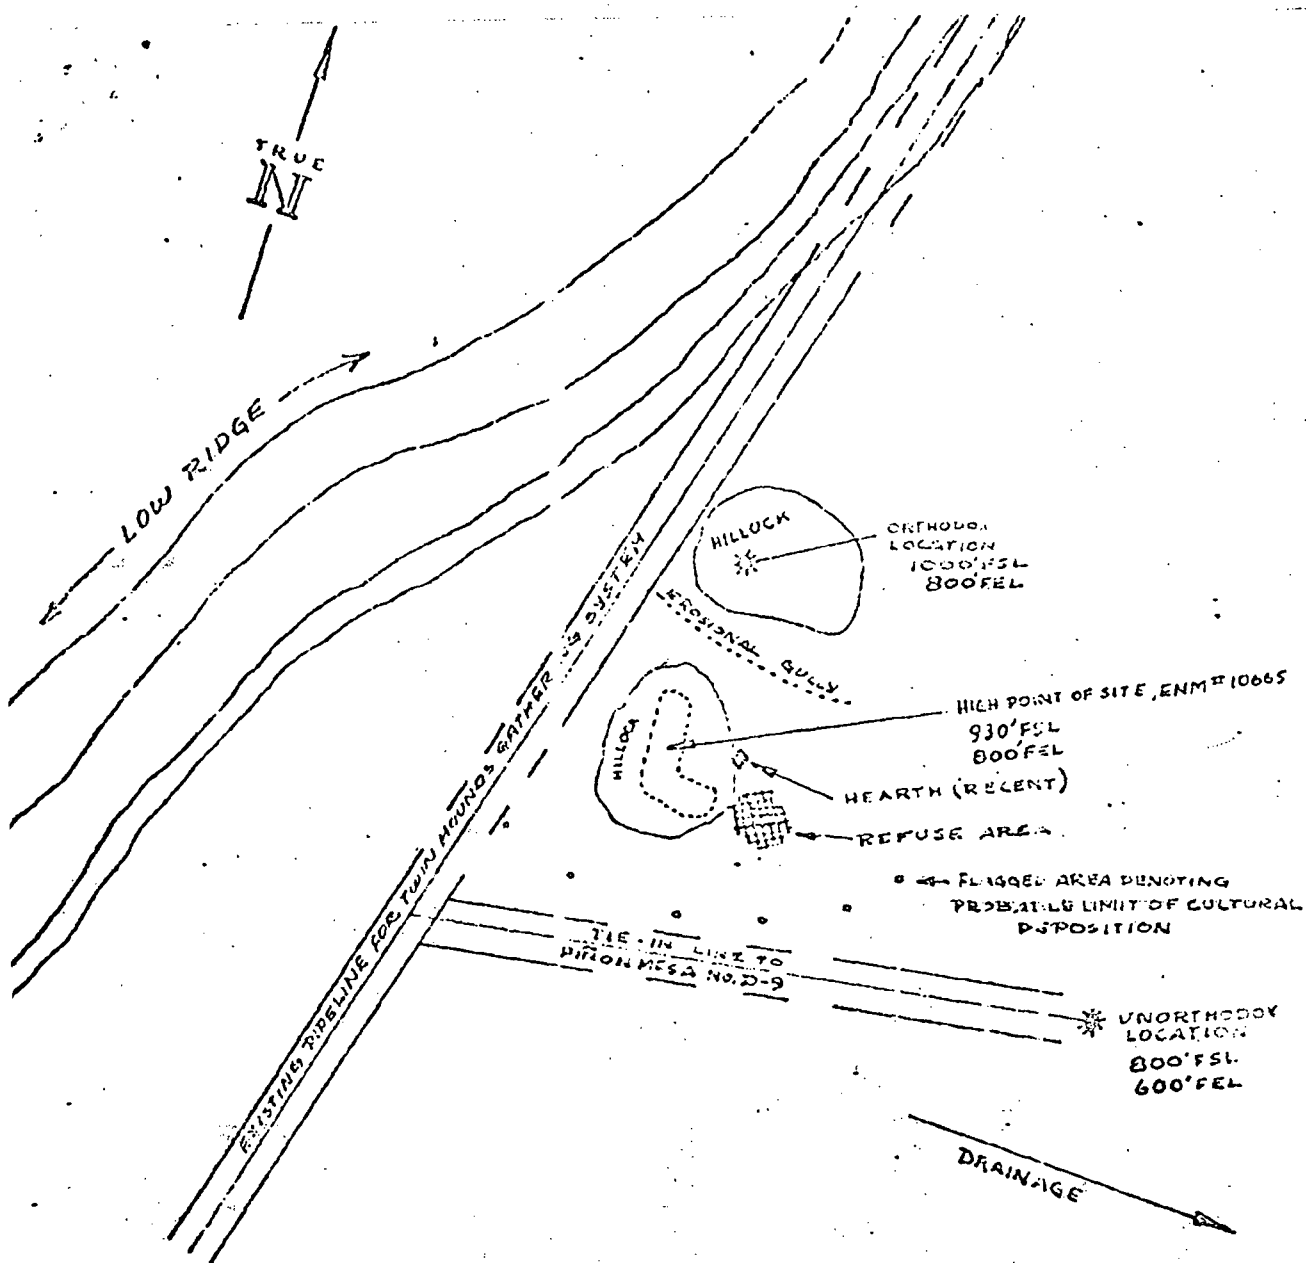 TRUE
N
LOW RIDGE
HILLOCK
ORTHODOX
LOCATION
1000'FSL
800'FEL
EROSIONAL GULLY
EXISTING PIPELINE FOR TWIN MOUNDS GATHERING SYSTEM
HILLOCK
HIGH POINT OF SITE, ENM #10665
930'FSL
800'FEL
HEARTH (RECENT)
REFUSE AREA
FLAGGED AREA DENOTING
PROBABLE LIMIT OF CULTURAL
DEPOSITION
TIE-IN LINE TO
PIÑON MESA NO. D-9
UNORTHODOX
LOCATION
800'FSL
600'FEL
DRAINAGE